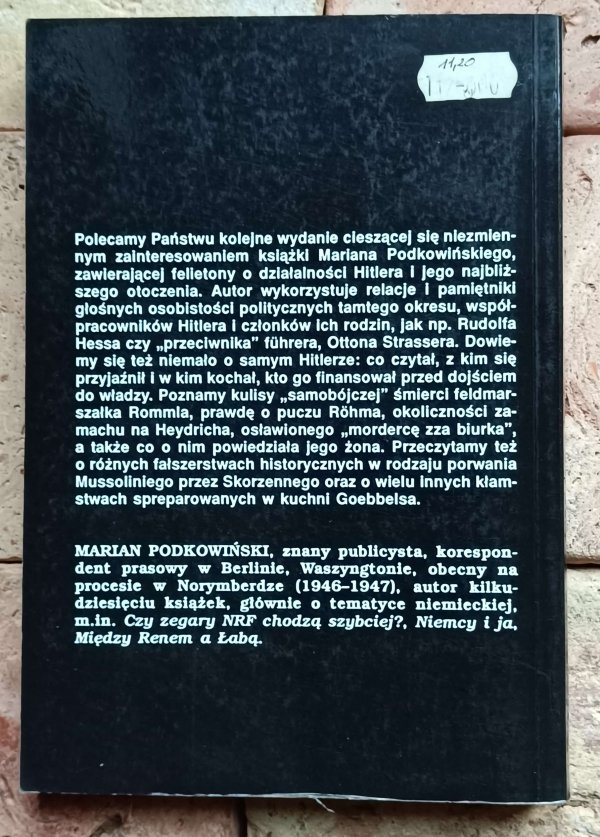 11,20
Polecamy Państwu kolejne wydanie cieszącej się niezmien-
nym zainteresowaniem książki Mariana Podkowińskiego,
zawierającej felietony o działalności Hitlera i jego najbliż-
szego otoczenia. Autor wykorzystuje relacje i pamiętniki
głośnych osobistości politycznych tamtego okresu, współ-
pracowników Hitlera i członków ich rodzin, jak np. Rudolfa
Hessa czy „przeciwnika” führera, Ottona Strassera. Dowie-
my się też niemało o samym Hitlerze: co czytał, z kim się
przyjaźnił i w kim kochał, kto go finansował przed dojściem
do władzy. Poznamy kulisy „samobójczej” śmierci feldmar-
szałka Rommla, prawdę o puczu Röhma, okoliczności za-
machu na Heydricha, osławionego „mordercę zza biurka”,
a także co o nim powiedziała jego żona. Przeczytamy też
o różnych fałszerstwach historycznych w rodzaju porwania
Mussoliniego przez Skorzennego oraz o wielu innych kłam-
stwach spreparowanych w kuchni Goebbelsa.
MARIAN PODKOWIŃSKI, znany publicysta, korespon-
dent prasowy w Berlinie, Waszyngtonie, obecny na
procesie w Norymberdze (1946–1947), autor kilku-
dziesięciu książek, głównie o tematyce niemieckiej,
m.in. Czy zegary NRF chodzą szybciej?, Niemcy i ja,
Między Renem a Łabą.